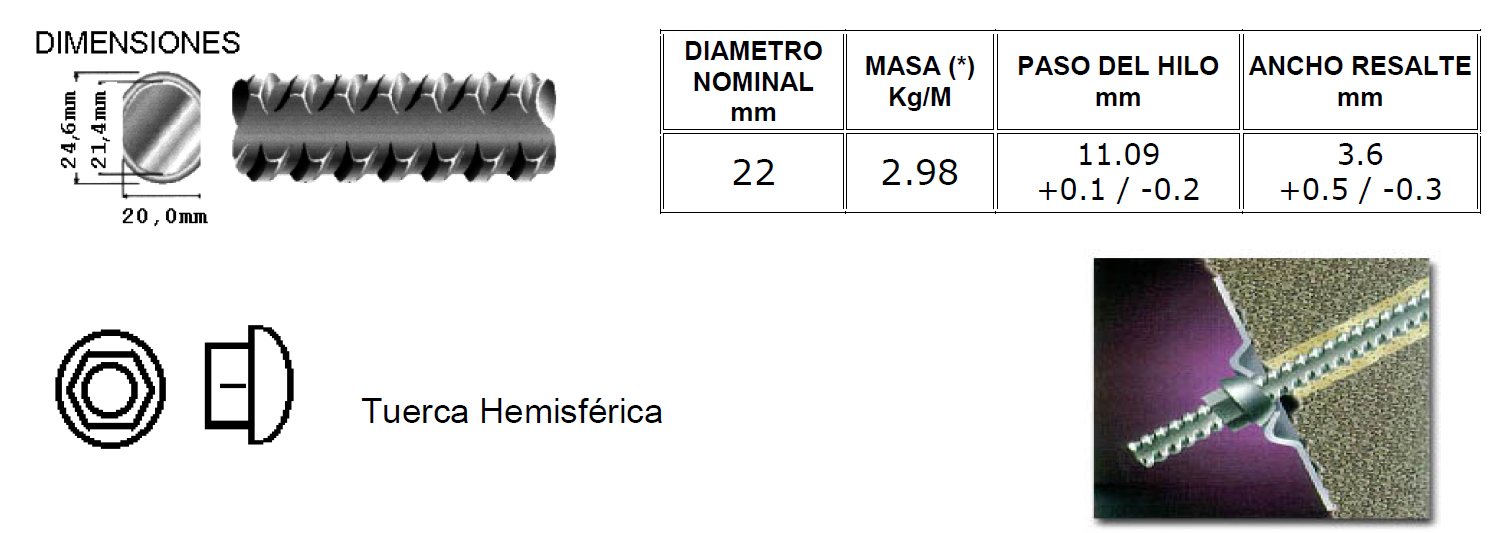 DIMENSIONES
24,6mm
21,4mm
20,0mm
DIAMETRO NOMINAL mm
MASA (*) Kg/M
PASO DEL HILO mm
ANCHO RESALTE mm
22
2.98
11.09
+0.1 / -0.2
3.6
+0.5 / -0.3
Tuerca Hemisférica